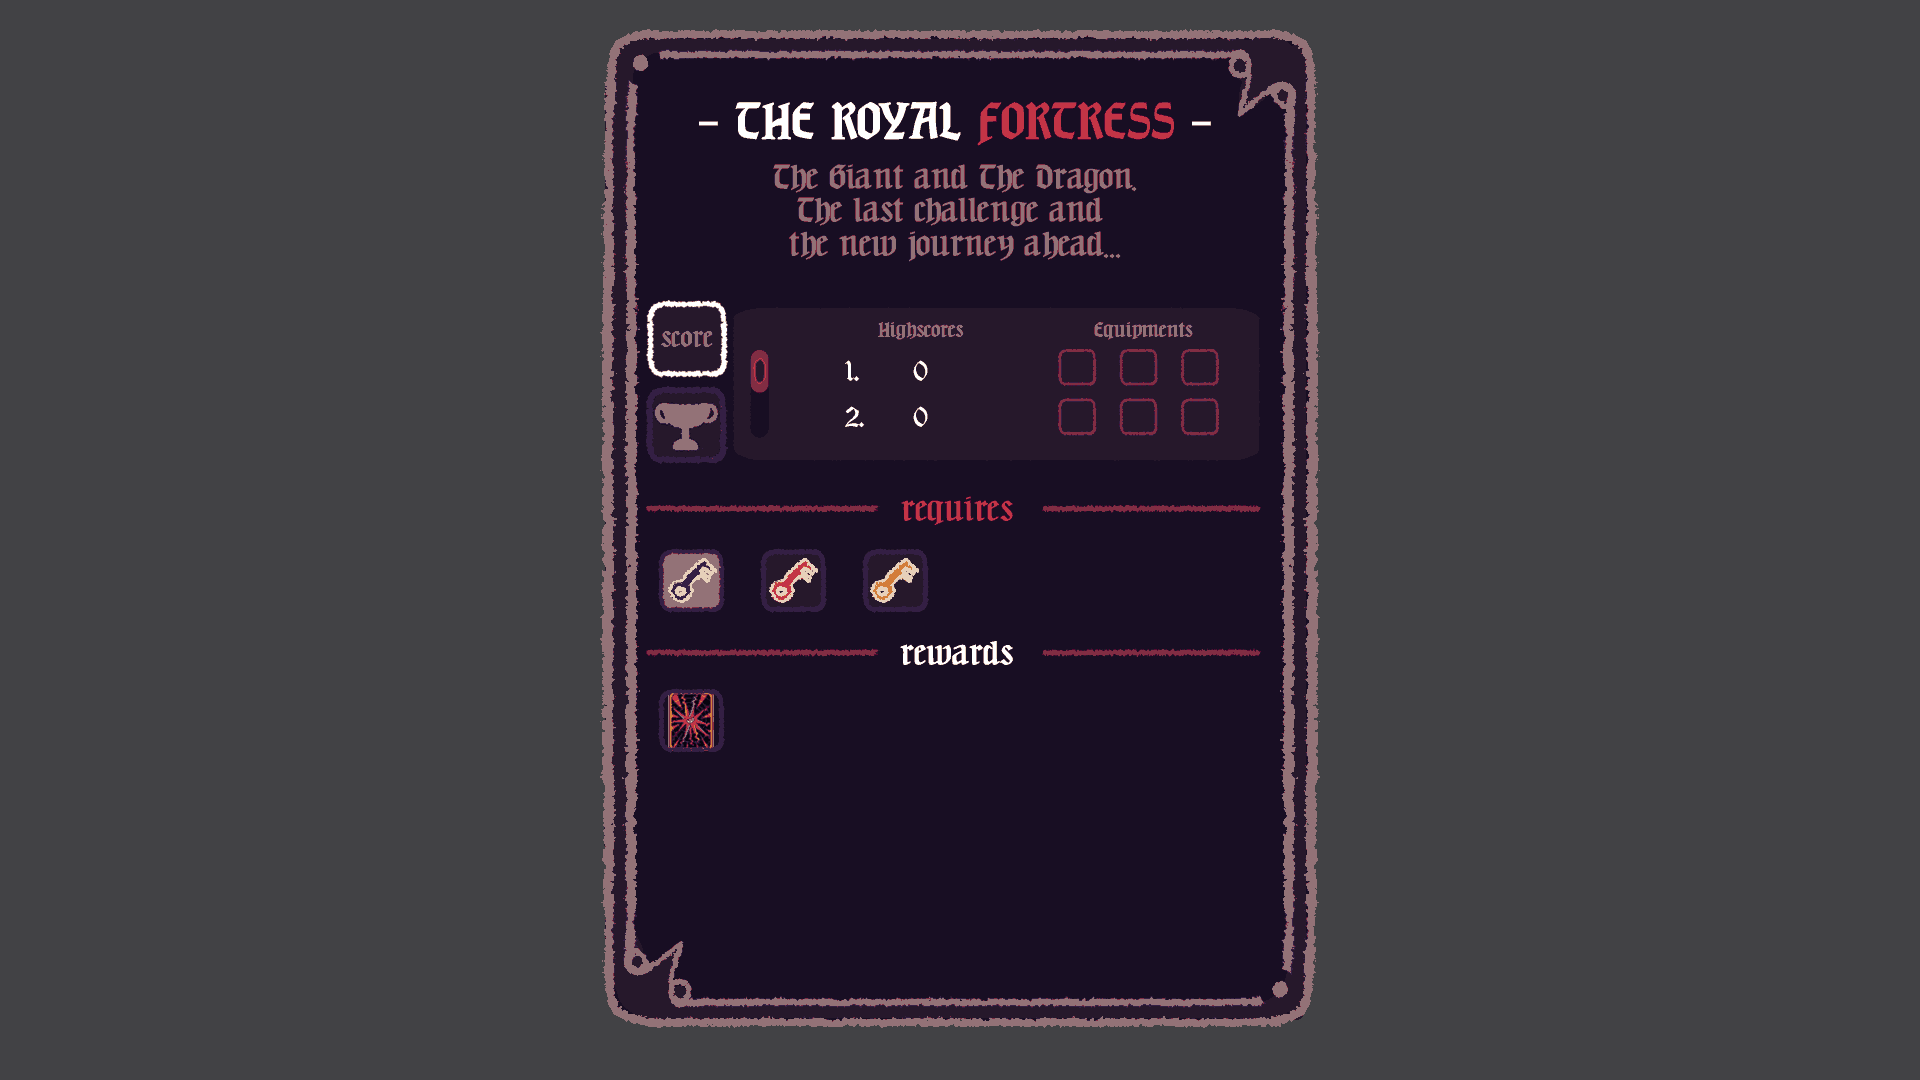 – THE ROYAL FORTRESS –
The Giant and The Dragon.
The last challenge and
the new journey ahead...
score
Highscores Equipments
1. 0
2. 0
requires
rewards